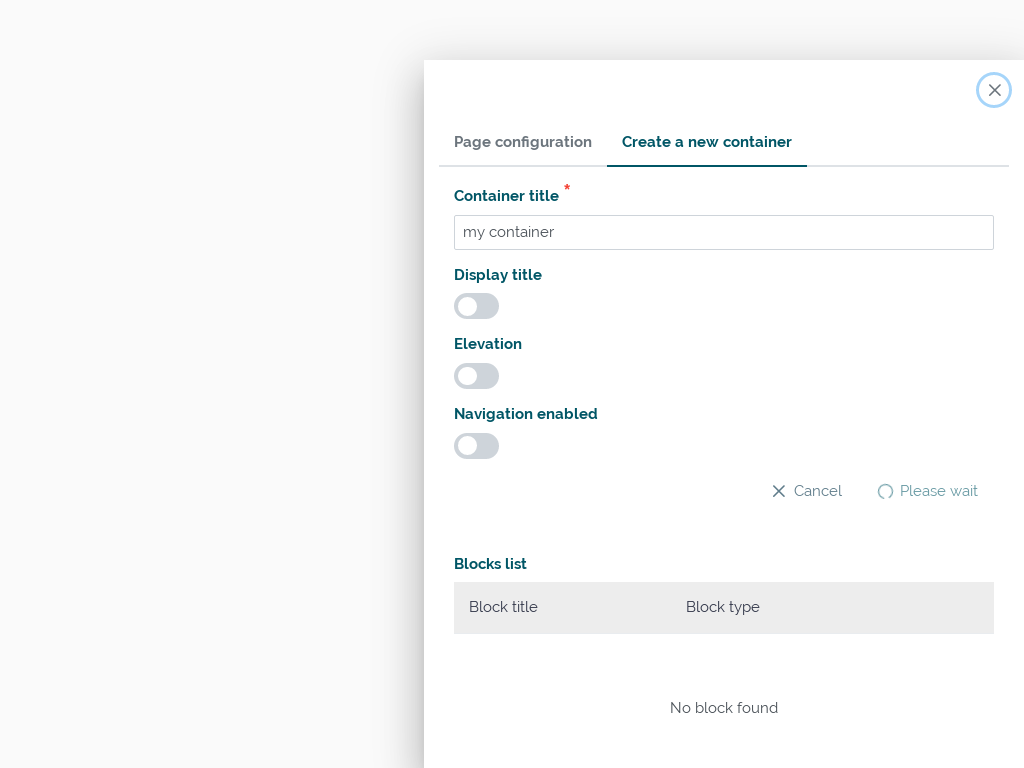 Page configuration Create a new container
Container title *
my container
Display title
Elevation
Navigation enabled
Cancel Please wait
Blocks list
Block title Block type
No block found